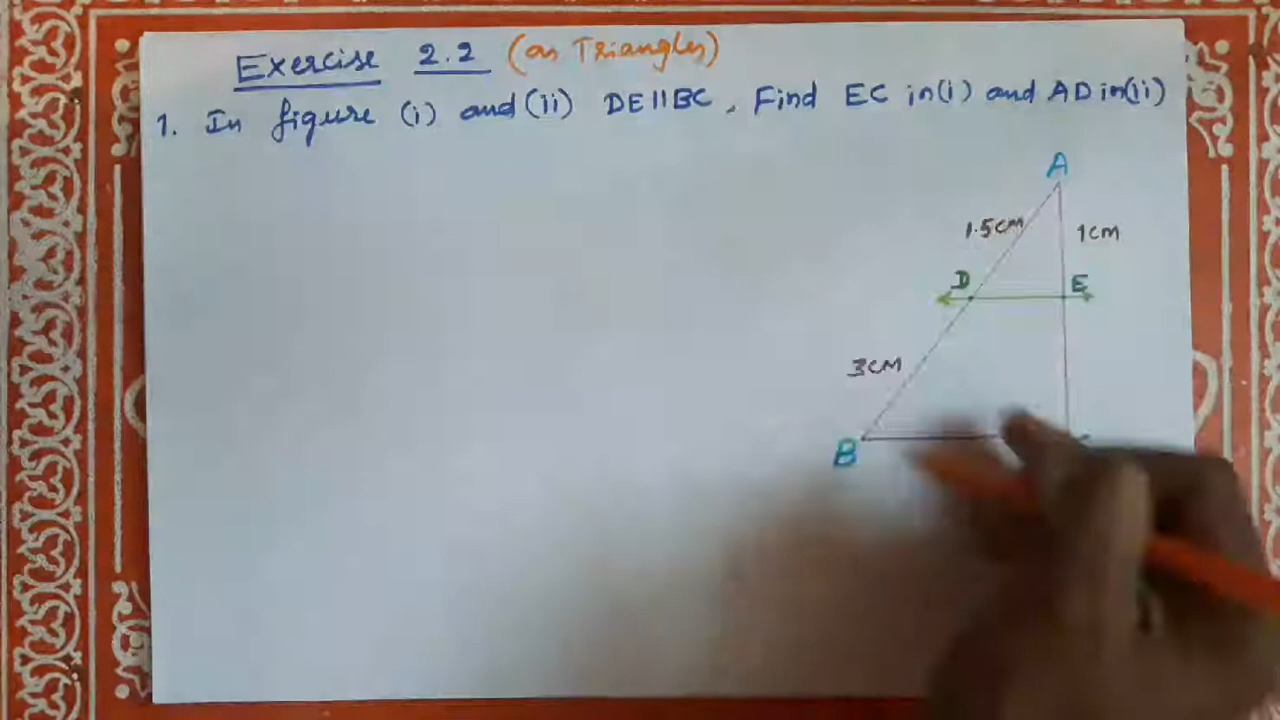 Exercise 2.2 (on Triangles)
1. In figure (i) and (ii) DE||BC, Find EC in(i) and AD in(ii)
A
1.5CM 1CM
D E
3CM
B